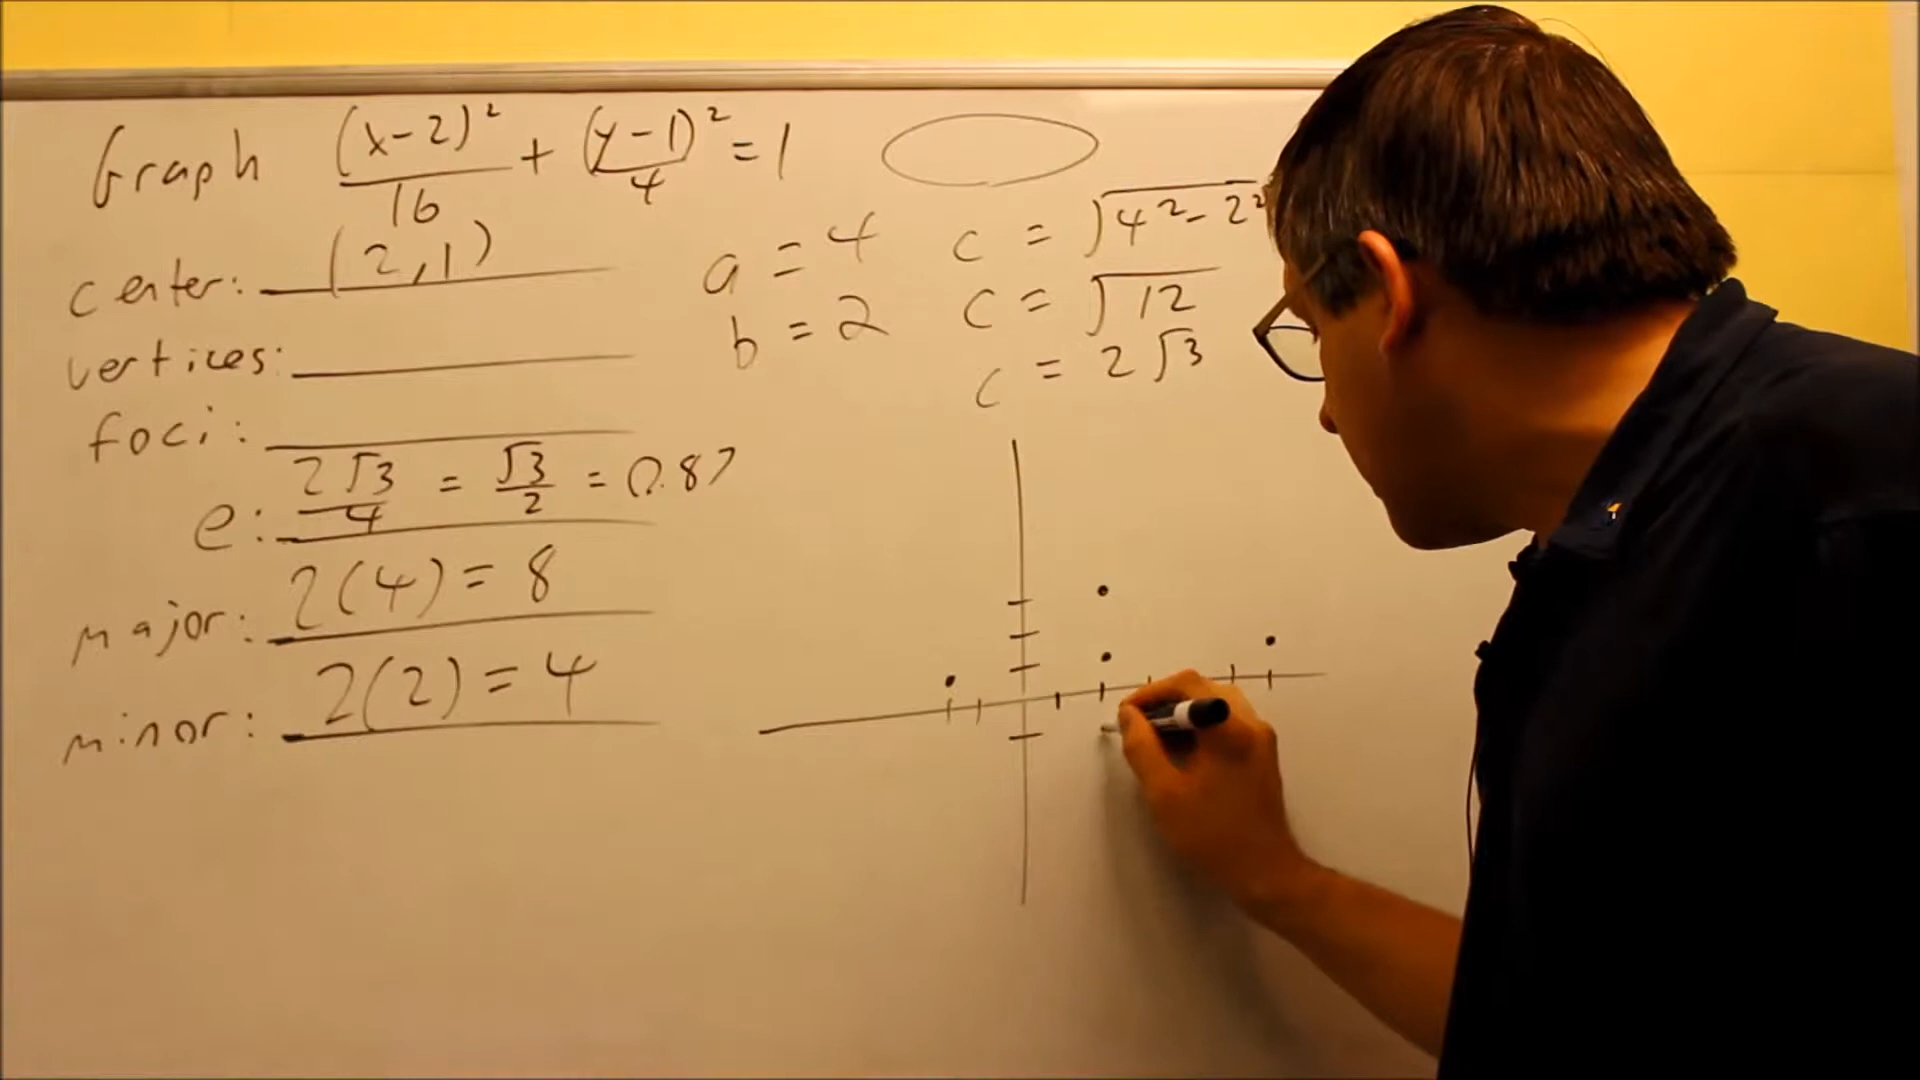 Graph (x-2)²/16 + (y-1)²/4 = 1
center: (2,1)
vertices:
foci:
e: 2√3/4 = √3/2 = 0.87
major: 2(4) = 8
minor: 2(2) = 4
a = 4
b = 2
c = √4²-2²
c = √12
c = 2√3